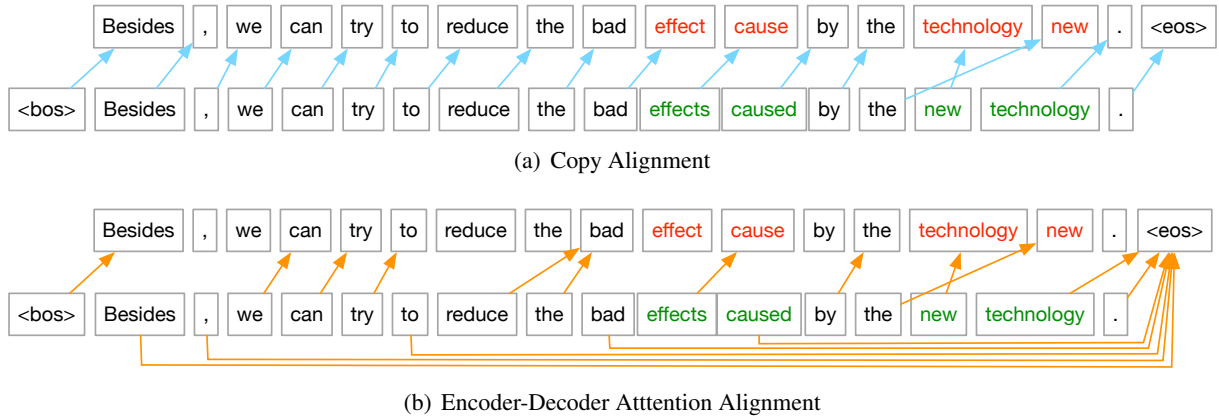 Besides , we can try to reduce the bad effect cause by the technology new . <eos>
<bos> Besides , we can try to reduce the bad effects caused by the new technology .
(a) Copy Alignment
Besides , we can try to reduce the bad effect cause by the technology new . <eos>
<bos> Besides , we can try to reduce the bad effects caused by the new technology .
(b) Encoder-Decoder Atttention Alignment